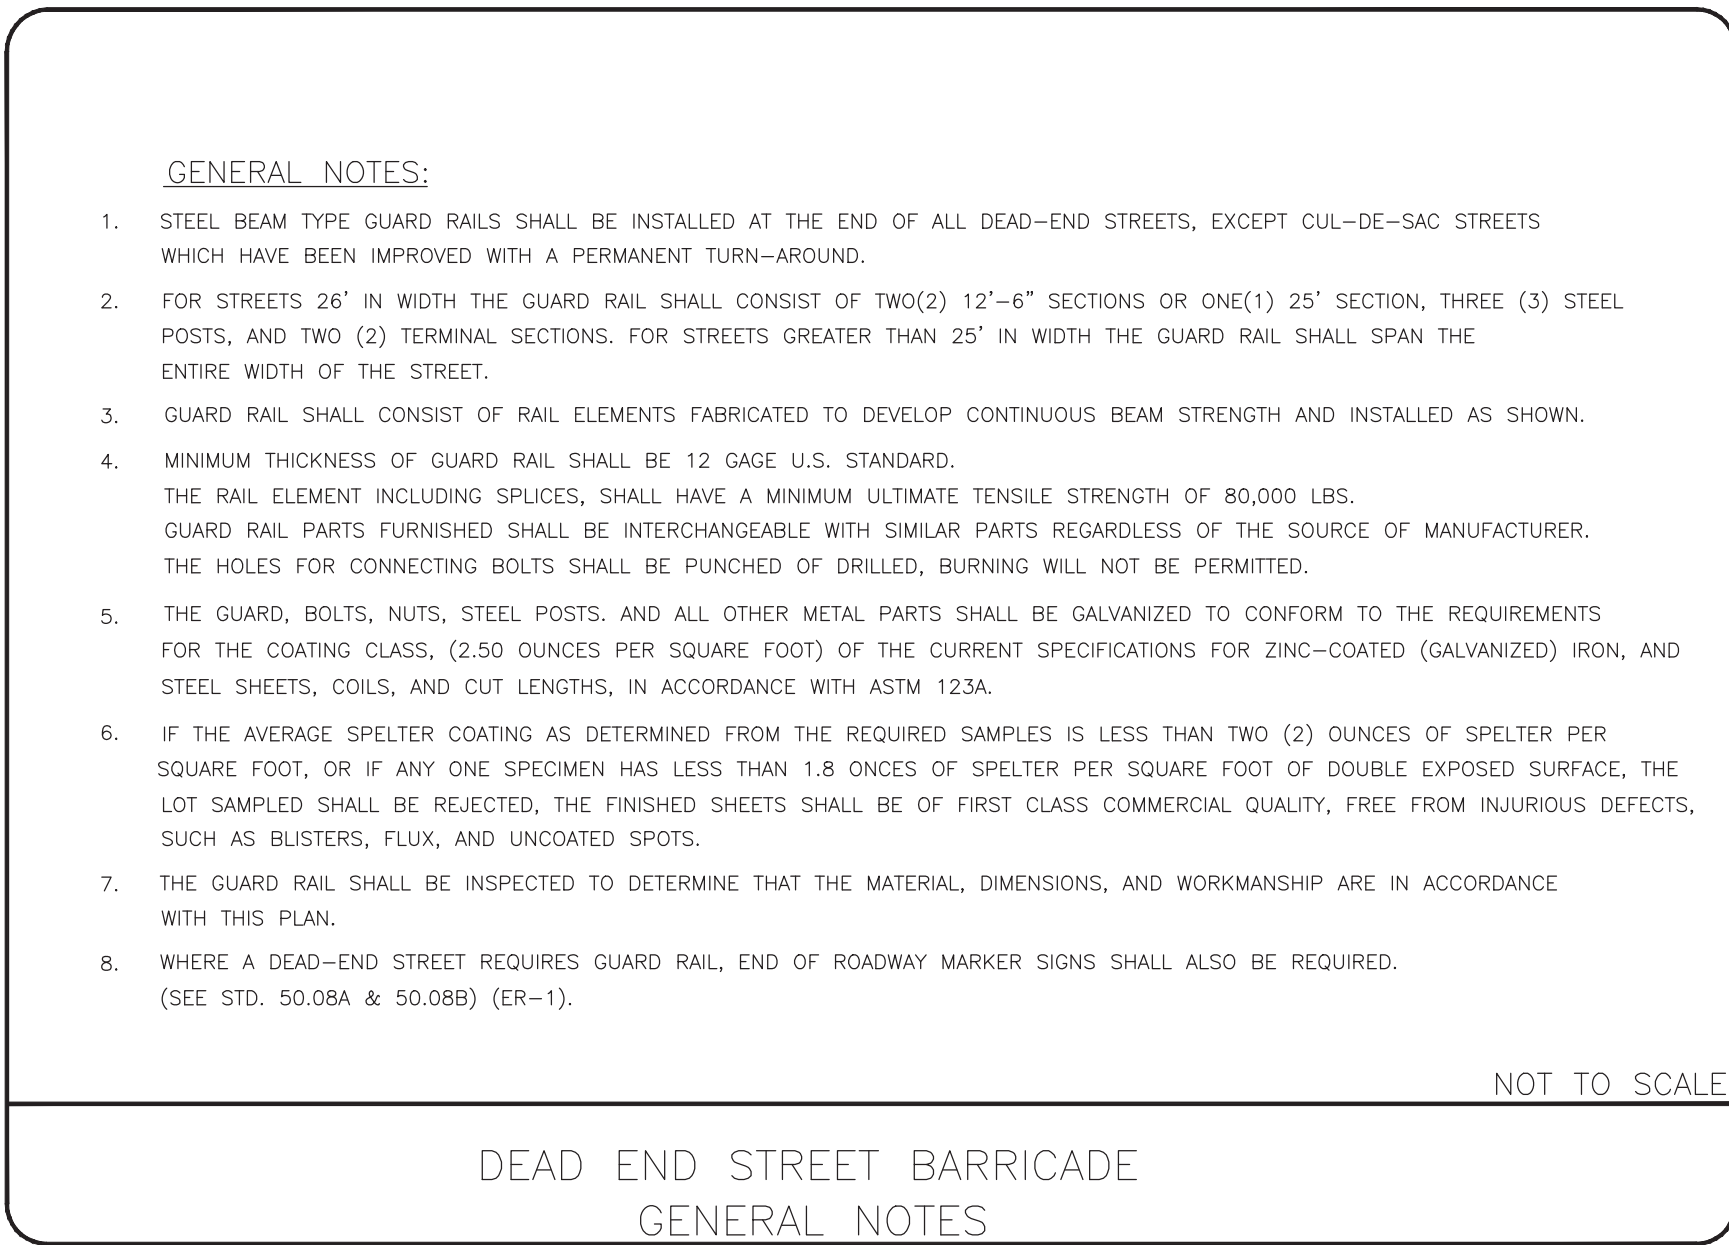 GENERAL NOTES:
1. STEEL BEAM TYPE GUARD RAILS SHALL BE INSTALLED AT THE END OF ALL DEAD-END STREETS, EXCEPT CUL-DE-SAC STREETS
WHICH HAVE BEEN IMPROVED WITH A PERMANENT TURN-AROUND.
2. FOR STREETS 26' IN WIDTH THE GUARD RAIL SHALL CONSIST OF TWO(2) 12'-6" SECTIONS OR ONE(1) 25' SECTION, THREE (3) STEEL
POSTS, AND TWO (2) TERMINAL SECTIONS. FOR STREETS GREATER THAN 25' IN WIDTH THE GUARD RAIL SHALL SPAN THE
ENTIRE WIDTH OF THE STREET.
3. GUARD RAIL SHALL CONSIST OF RAIL ELEMENTS FABRICATED TO DEVELOP CONTINUOUS BEAM STRENGTH AND INSTALLED AS SHOWN.
4. MINIMUM THICKNESS OF GUARD RAIL SHALL BE 12 GAGE U.S. STANDARD.
THE RAIL ELEMENT INCLUDING SPLICES, SHALL HAVE A MINIMUM ULTIMATE TENSILE STRENGTH OF 80,000 LBS.
GUARD RAIL PARTS FURNISHED SHALL BE INTERCHANGEABLE WITH SIMILAR PARTS REGARDLESS OF THE SOURCE OF MANUFACTURER.
THE HOLES FOR CONNECTING BOLTS SHALL BE PUNCHED OF DRILLED, BURNING WILL NOT BE PERMITTED.
5. THE GUARD, BOLTS, NUTS, STEEL POSTS. AND ALL OTHER METAL PARTS SHALL BE GALVANIZED TO CONFORM TO THE REQUIREMENTS
FOR THE COATING CLASS, (2.50 OUNCES PER SQUARE FOOT) OF THE CURRENT SPECIFICATIONS FOR ZINC-COATED (GALVANIZED) IRON, AND
STEEL SHEETS, COILS, AND CUT LENGTHS, IN ACCORDANCE WITH ASTM 123A.
6. IF THE AVERAGE SPELTER COATING AS DETERMINED FROM THE REQUIRED SAMPLES IS LESS THAN TWO (2) OUNCES OF SPELTER PER
SQUARE FOOT, OR IF ANY ONE SPECIMEN HAS LESS THAN 1.8 ONCES OF SPELTER PER SQUARE FOOT OF DOUBLE EXPOSED SURFACE, THE
LOT SAMPLED SHALL BE REJECTED, THE FINISHED SHEETS SHALL BE OF FIRST CLASS COMMERCIAL QUALITY, FREE FROM INJURIOUS DEFECTS,
SUCH AS BLISTERS, FLUX, AND UNCOATED SPOTS.
7. THE GUARD RAIL SHALL BE INSPECTED TO DETERMINE THAT THE MATERIAL, DIMENSIONS, AND WORKMANSHIP ARE IN ACCORDANCE
WITH THIS PLAN.
8. WHERE A DEAD-END STREET REQUIRES GUARD RAIL, END OF ROADWAY MARKER SIGNS SHALL ALSO BE REQUIRED.
(SEE STD. 50.08A & 50.08B) (ER-1).
NOT TO SCALE
DEAD END STREET BARRICADE
GENERAL NOTES